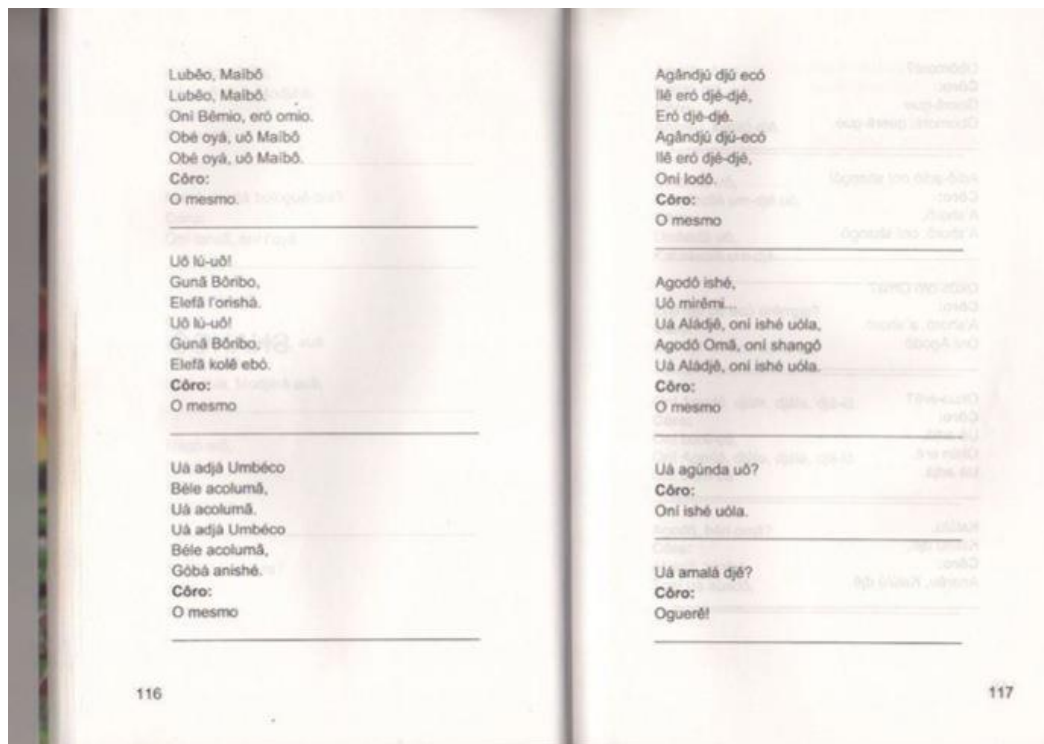 Lubêo, Maíbô
Lubêo, Maíbô.
Oní Bêmio, eró omio.
Obé oyá, uô Maíbô
Obé oyá, uô Maíbô.
Côro:
O mesmo.
Uô lú-uô!
Gunã Bôribo,
Elefã l'orishá.
Uô lú-uô!
Gunã Bôribo,
Elefã kolê ebó.
Côro:
O mesmo
Uá adjá Umbéco
Béle acolumã,
Uá acolumã.
Uá adjá Umbéco
Béle acolumã,
Góbá anishé.
Côro:
O mesmo
116
Agândjú djú ecó
Ilê eró djé-djé,
Eró djé-djé.
Agândjú djú-ecó
Ilê eró djé-djé,
Oní lodô.
Côro:
O mesmo
Agodô ishé,
Uô mirêmi...
Uá Aládjê, oní ishé uóla,
Agodô Omã, oní shangô
Uá Aládjê, oní ishé uóla.
Côro:
O mesmo
Uá agúnda uô?
Côro:
Oní ishé uóla.
Uá amalá djê?
Côro:
Oguerê!
117